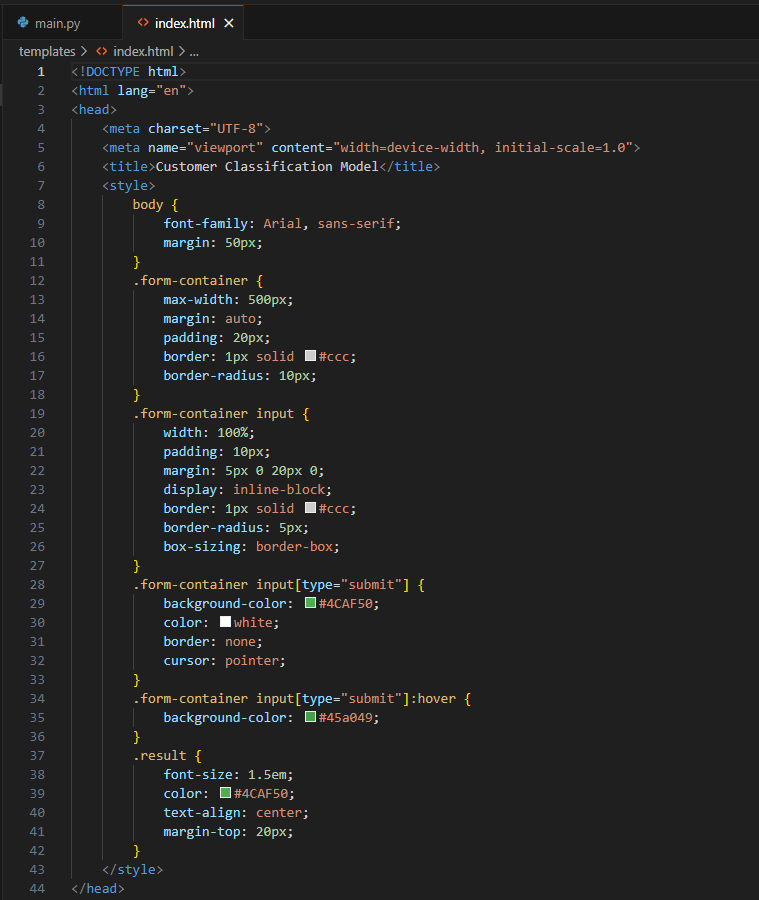 main.py index.html
templates > index.html > ...
1 <!DOCTYPE html>
2 <html lang="en">
3 <head>
4     <meta charset="UTF-8">
5     <meta name="viewport" content="width=device-width, initial-scale=1.0">
6     <title>Customer Classification Model</title>
7     <style>
8         body {
9             font-family: Arial, sans-serif;
10             margin: 50px;
11         }
12         .form-container {
13             max-width: 500px;
14             margin: auto;
15             padding: 20px;
16             border: 1px solid #ccc;
17             border-radius: 10px;
18         }
19         .form-container input {
20             width: 100%;
21             padding: 10px;
22             margin: 5px 0 20px 0;
23             display: inline-block;
24             border: 1px solid #ccc;
25             border-radius: 5px;
26             box-sizing: border-box;
27         }
28         .form-container input[type="submit"] {
29             background-color: #4CAF50;
30             color: white;
31             border: none;
32             cursor: pointer;
33         }
34         .form-container input[type="submit"]:hover {
35             background-color: #45a049;
36         }
37         .result {
38             font-size: 1.5em;
39             color: #4CAF50;
40             text-align: center;
41             margin-top: 20px;
42         }
43     </style>
44 </head>